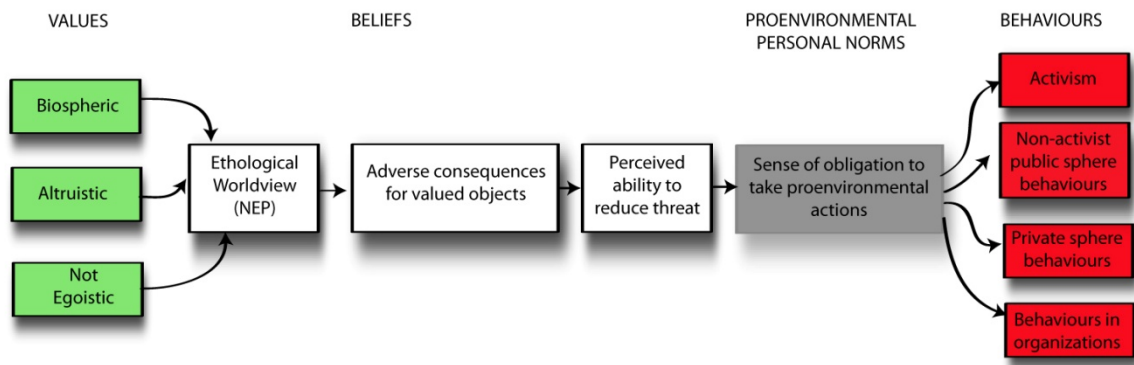 VALUES
BELIEFS
PROENVIRONMENTAL
PERSONAL NORMS
BEHAVIOURS
Biospheric
Altruistic
Not
Egoistic
Ethological
Worldview
(NEP)
Adverse consequences
for valued objects
Perceived
ability to
reduce threat
Sense of obligation to
take proenvironmental
actions
Activism
Non-activist
public sphere
behaviours
Private sphere
behaviours
Behaviours in
organizations